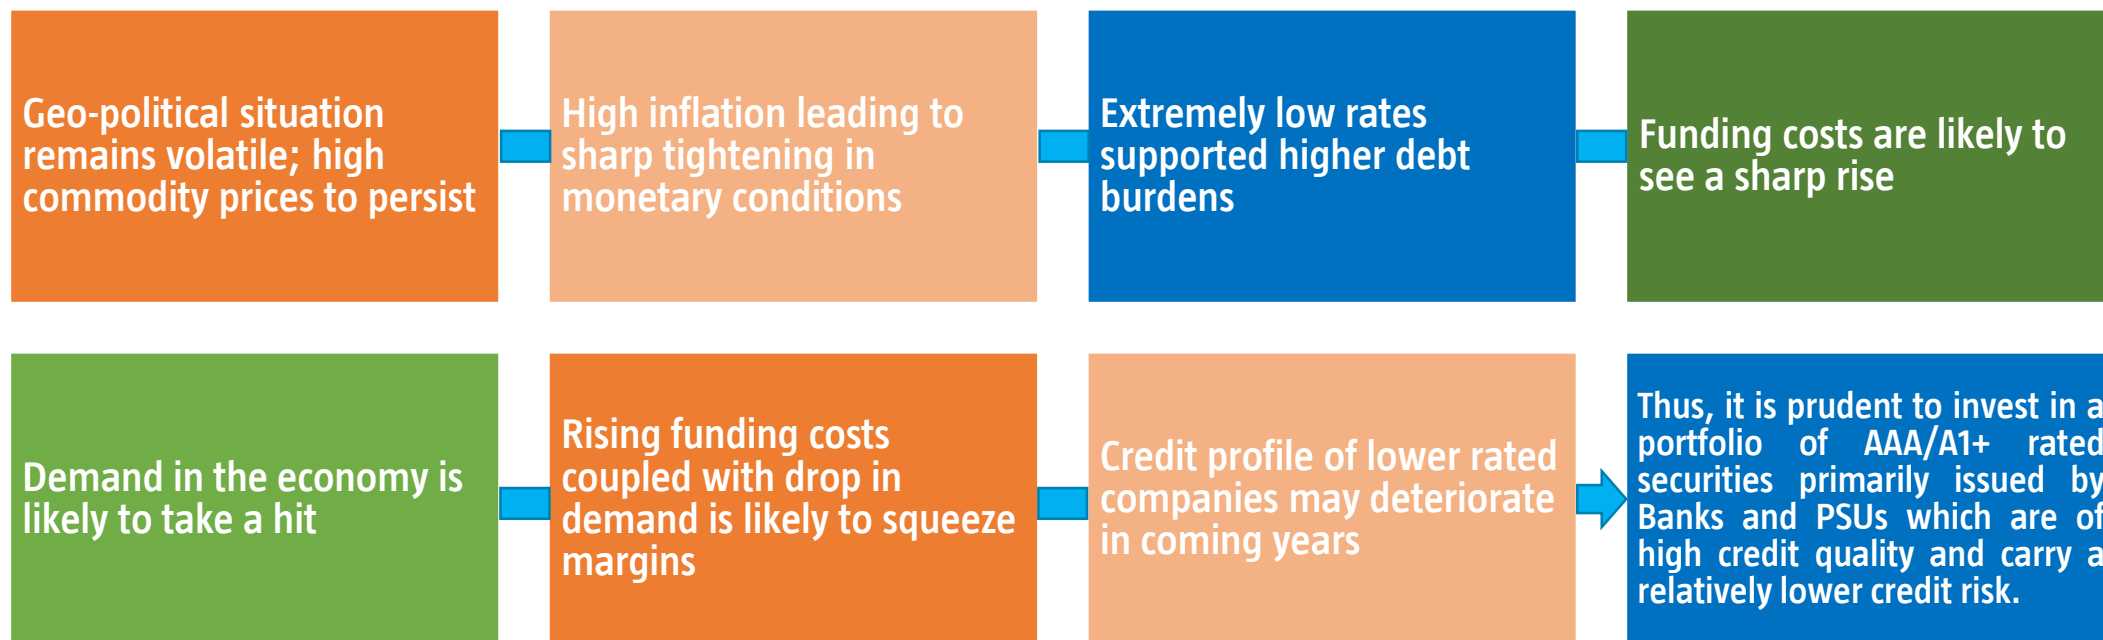 Geo-political situation
remains volatile; high
commodity prices to persist
High inflation leading to
sharp tightening in
monetary conditions
Extremely low rates
supported higher debt
burdens
Funding costs are likely to
see a sharp rise
Demand in the economy is
likely to take a hit
Rising funding costs
coupled with drop in
demand is likely to squeeze
margins
Credit profile of lower rated
companies may deteriorate
in coming years
Thus, it is prudent to invest in a
portfolio of AAA/A1+ rated
securities primarily issued by
Banks and PSUs which are of
high credit quality and carry a
relatively lower credit risk.